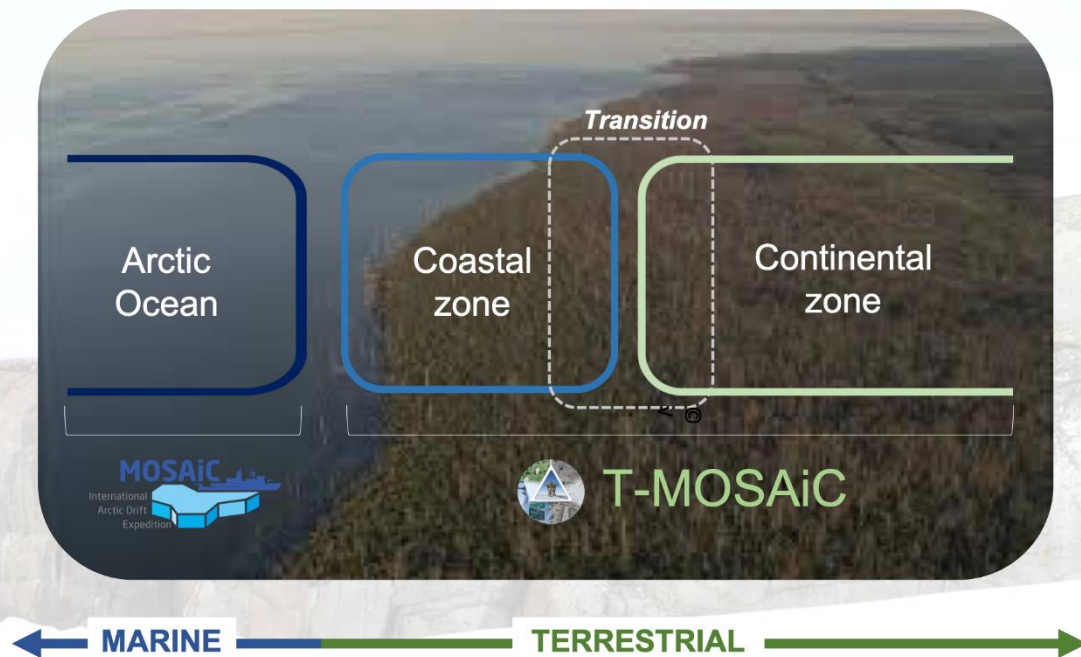 Transition
Arctic
Ocean
Coastal
zone
Continental
zone
MOSAiC
International
Arctic Drift
Expedition
T-MOSAiC
MARINE
TERRESTRIAL